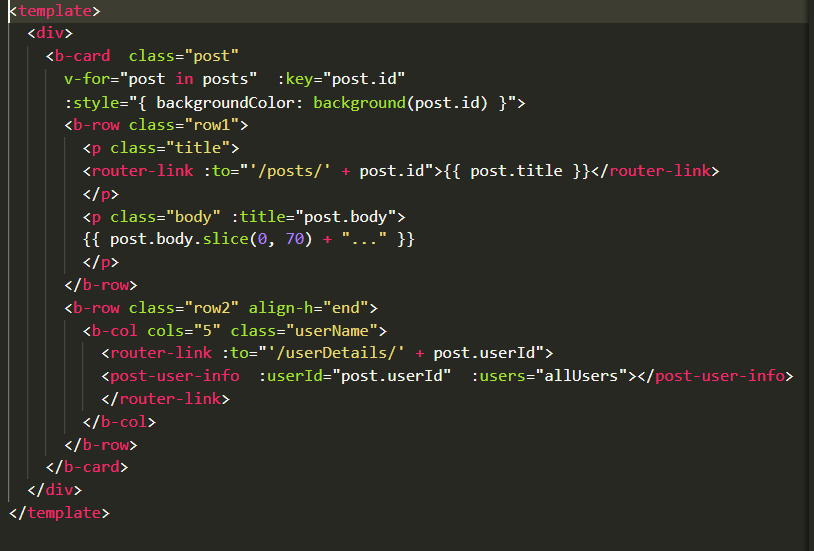 <template>
<div>
<b-card  class="post"
v-for="post in posts"  :key="post.id"
:style="{ backgroundColor: background(post.id) }">
<b-row class="row1">
<p class="title">
<router-link :to="'/posts/' + post.id">{{ post.title }}</router-link>
</p>
<p class="body" :title="post.body">
{{ post.body.slice(0, 70) + "..." }}
</p>
</b-row>
<b-row class="row2" align-h="end">
<b-col cols="5" class="userName">
<router-link :to="'/userDetails/' + post.userId">
<post-user-info  :userId="post.userId"  :users="allUsers"></post-user-info>
</router-link>
</b-col>
</b-row>
</b-card>
</div>
</template>